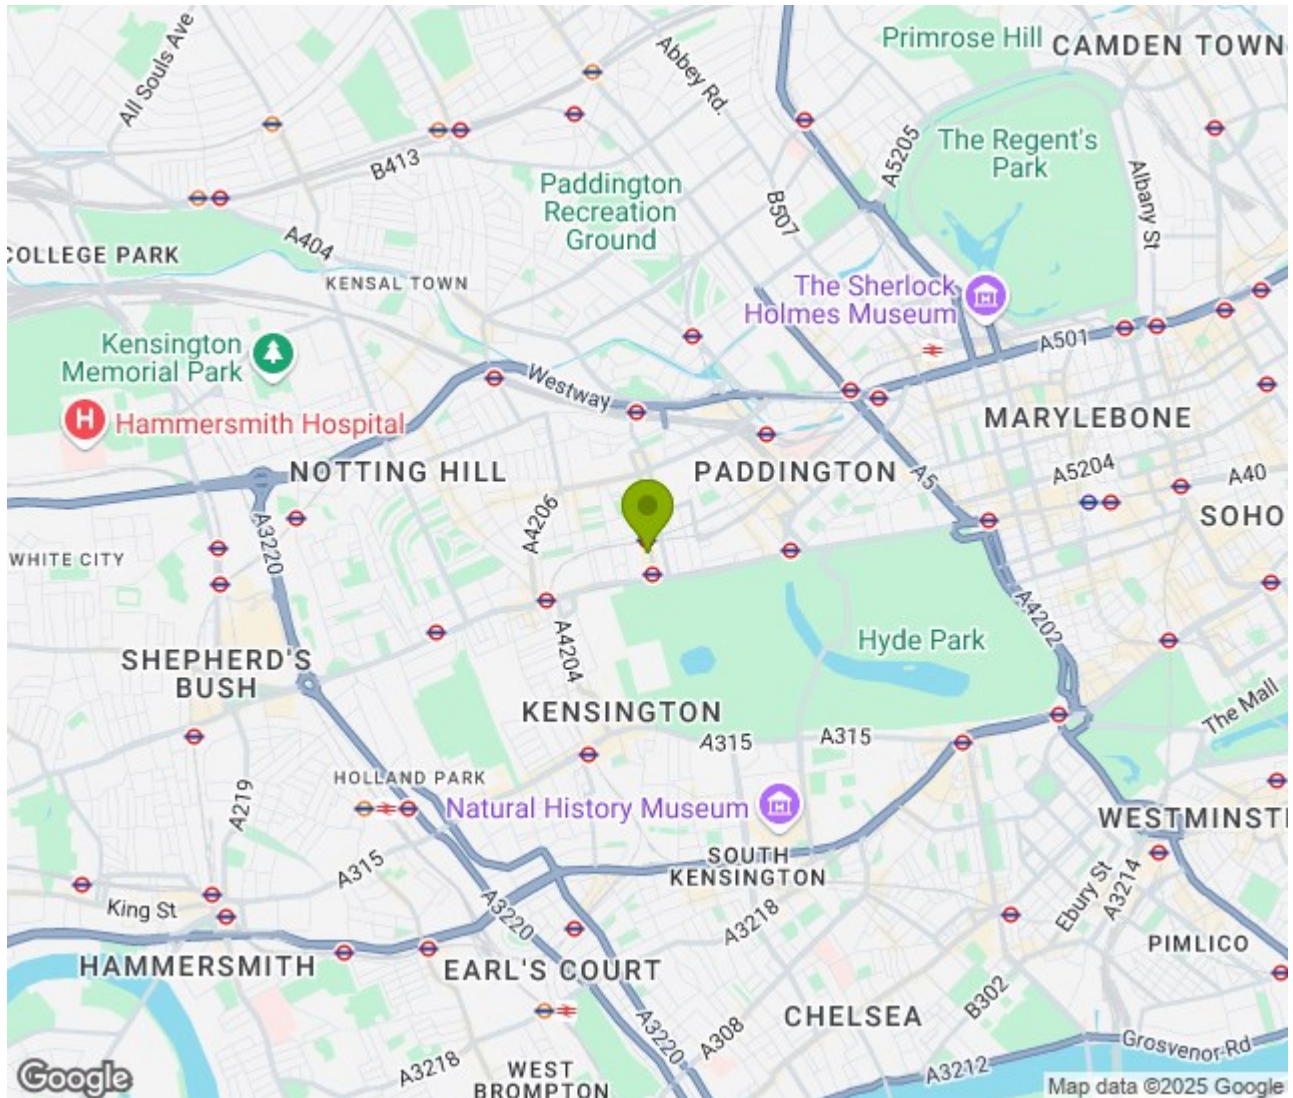 All Souls Ave
Abbey Rd.
Primrose Hill
CAMDEN TOWN
B413
A5205
The Regent's
Park
Albany St
Paddington
Recreation
Ground
B507
COLLEGE PARK
A404
KENSAL TOWN
The Sherlock
Holmes Museum
A501
Kensington
Memorial Park
Westway
H
Hammersmith Hospital
MARYLEBONE
NOTTING HILL
PADDINGTON
A5
A5204
A40
SOHO
A4206
A3220
WHITE CITY
A4202
A4204
Hyde Park
SHEPHERD'S
BUSH
KENSINGTON
A315
A315
The Mall
HOLLAND PARK
A219
Natural History Museum
WESTMINST
SOUTH
KENSINGTON
A315
King St
A3220
A3218
Ebury St
A3214
PIMLICO
HAMMERSMITH
EARL'S COURT
B302
CHELSEA
A3220
A308
Grosvenor Rd
A3218
WEST
BROMPTON
A3212
Google
Map data ©2025 Google